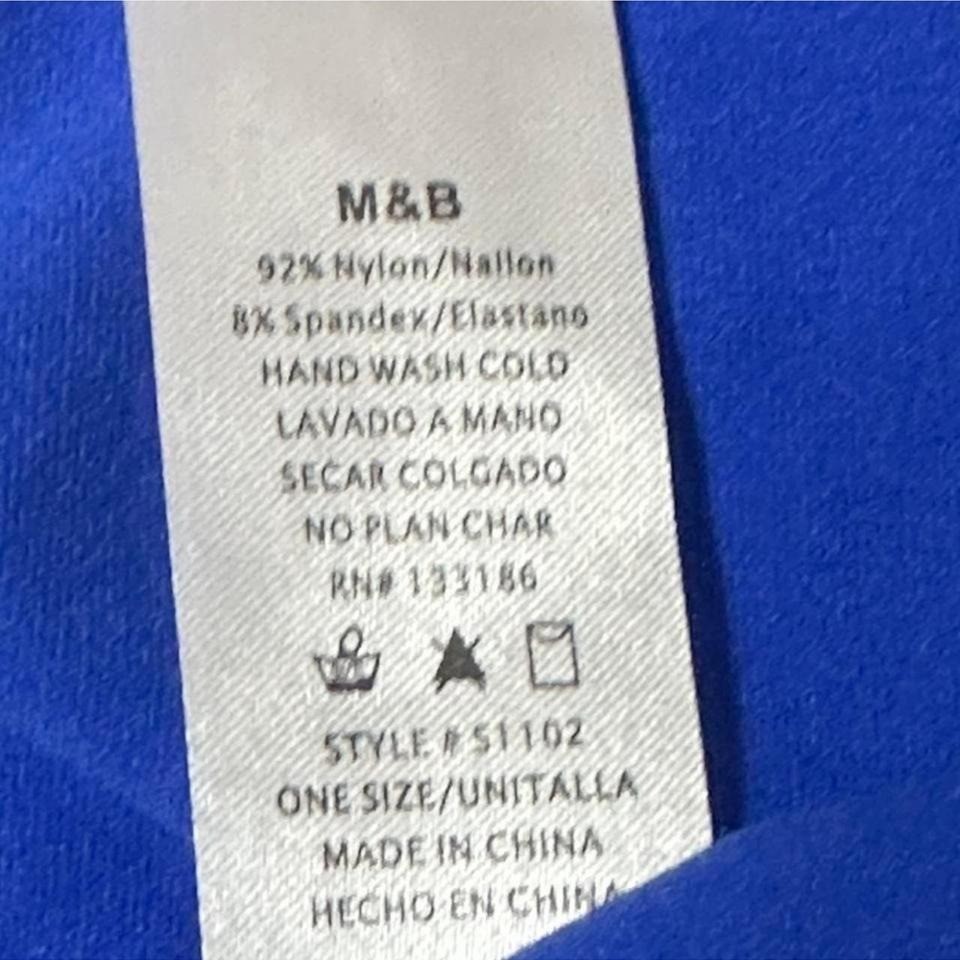 M&B
92% Nylon/Nailon
8% Spandex/Elastano
HAND WASH COLD
LAVADO A MANO
SECAR COLGADO
NO PLAN CHAR
RN# 133186
STYLE # S1102
ONE SIZE/UNITALLA
MADE IN CHINA
HECHO EN CHINA